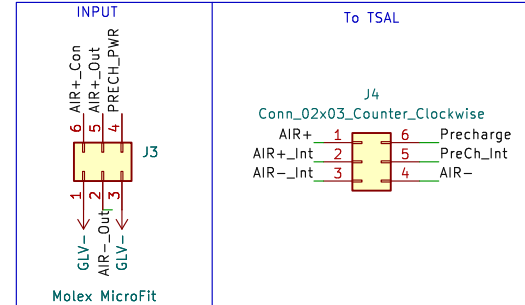 INPUT
AIR+_Con
AIR+_Out
PRECH_PWR
6
5
4
J3
1
2
3
GLV-
AIR-_Out
GLV-
Molex MicroFit
To TSAL
J4
Conn_02x03_Counter_Clockwise
AIR+ 1 6 Precharge
AIR+_Int 2 5 PreCh_Int
AIR-_Int 3 4 AIR-